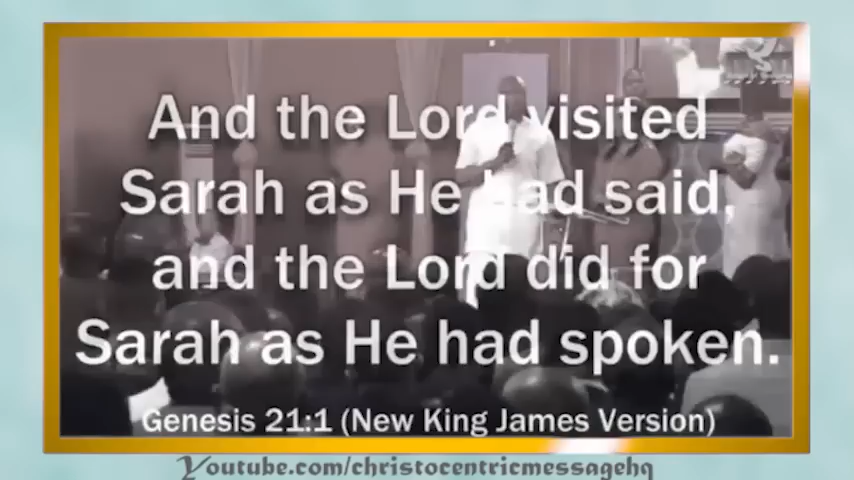 And the Lord visited
Sarah as He had said,
and the Lord did for
Sarah as He had spoken.
Genesis 21:1 (New King James Version)
Youtube.com/christocentricmessagehq